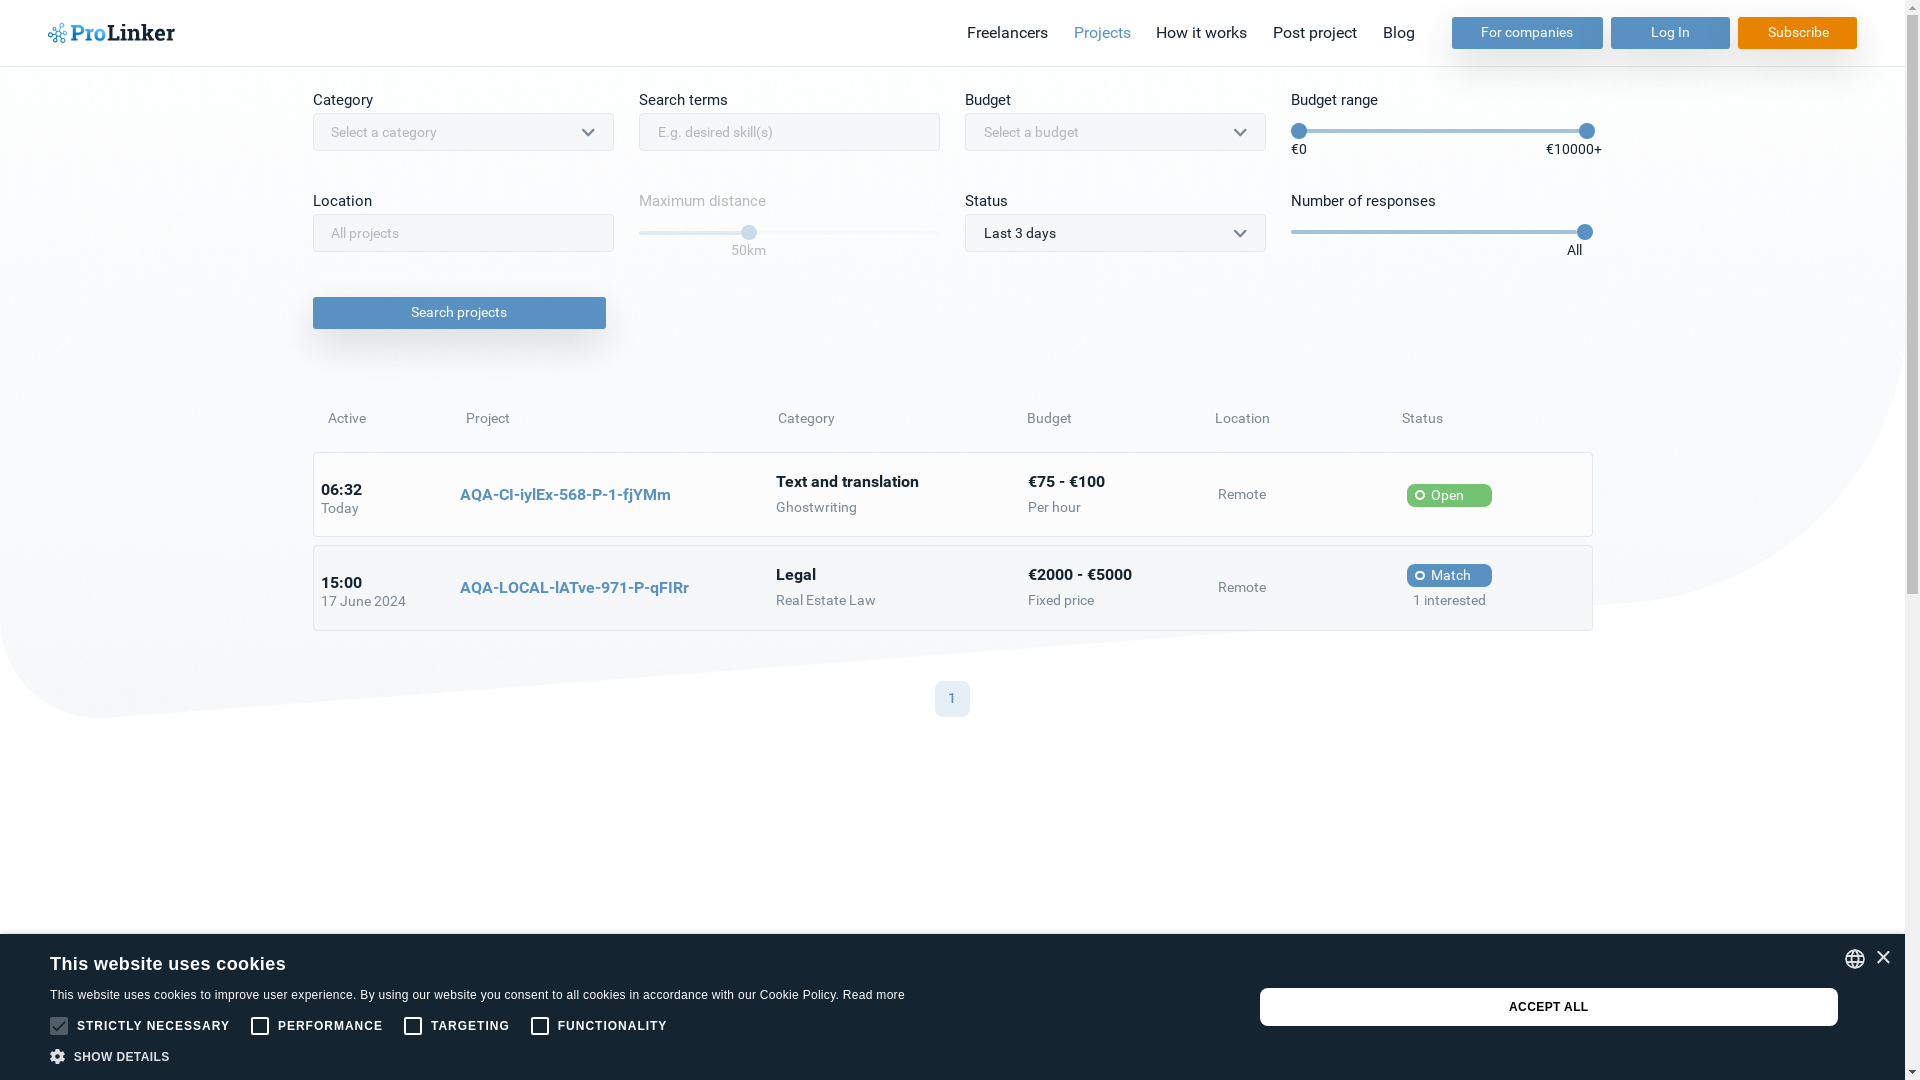 ProLinker
Freelancers Projects How it works Post project Blog For companies Log In Subscribe
Category Search terms Budget Budget range
Select a category E.g. desired skill(s) Select a budget
€0 €10000+
Location Maximum distance Status Number of responses
All projects Last 3 days
50km All
Search projects
Active Project Category Budget Location Status
06:32 Today
AQA-CI-iylEx-568-P-1-fjYMm
Text and translation
Ghostwriting
€75 - €100
Per hour
Remote
Open
15:00
17 June 2024
AQA-LOCAL-lATve-971-P-qFIRr
Legal
Real Estate Law
€2000 - €5000
Fixed price
Remote
Match
1 interested
1
This website uses cookies
This website uses cookies to improve user experience. By using our website you consent to all cookies in accordance with our Cookie Policy. Read more
STRICTLY NECESSARY PERFORMANCE TARGETING FUNCTIONALITY
SHOW DETAILS
ACCEPT ALL